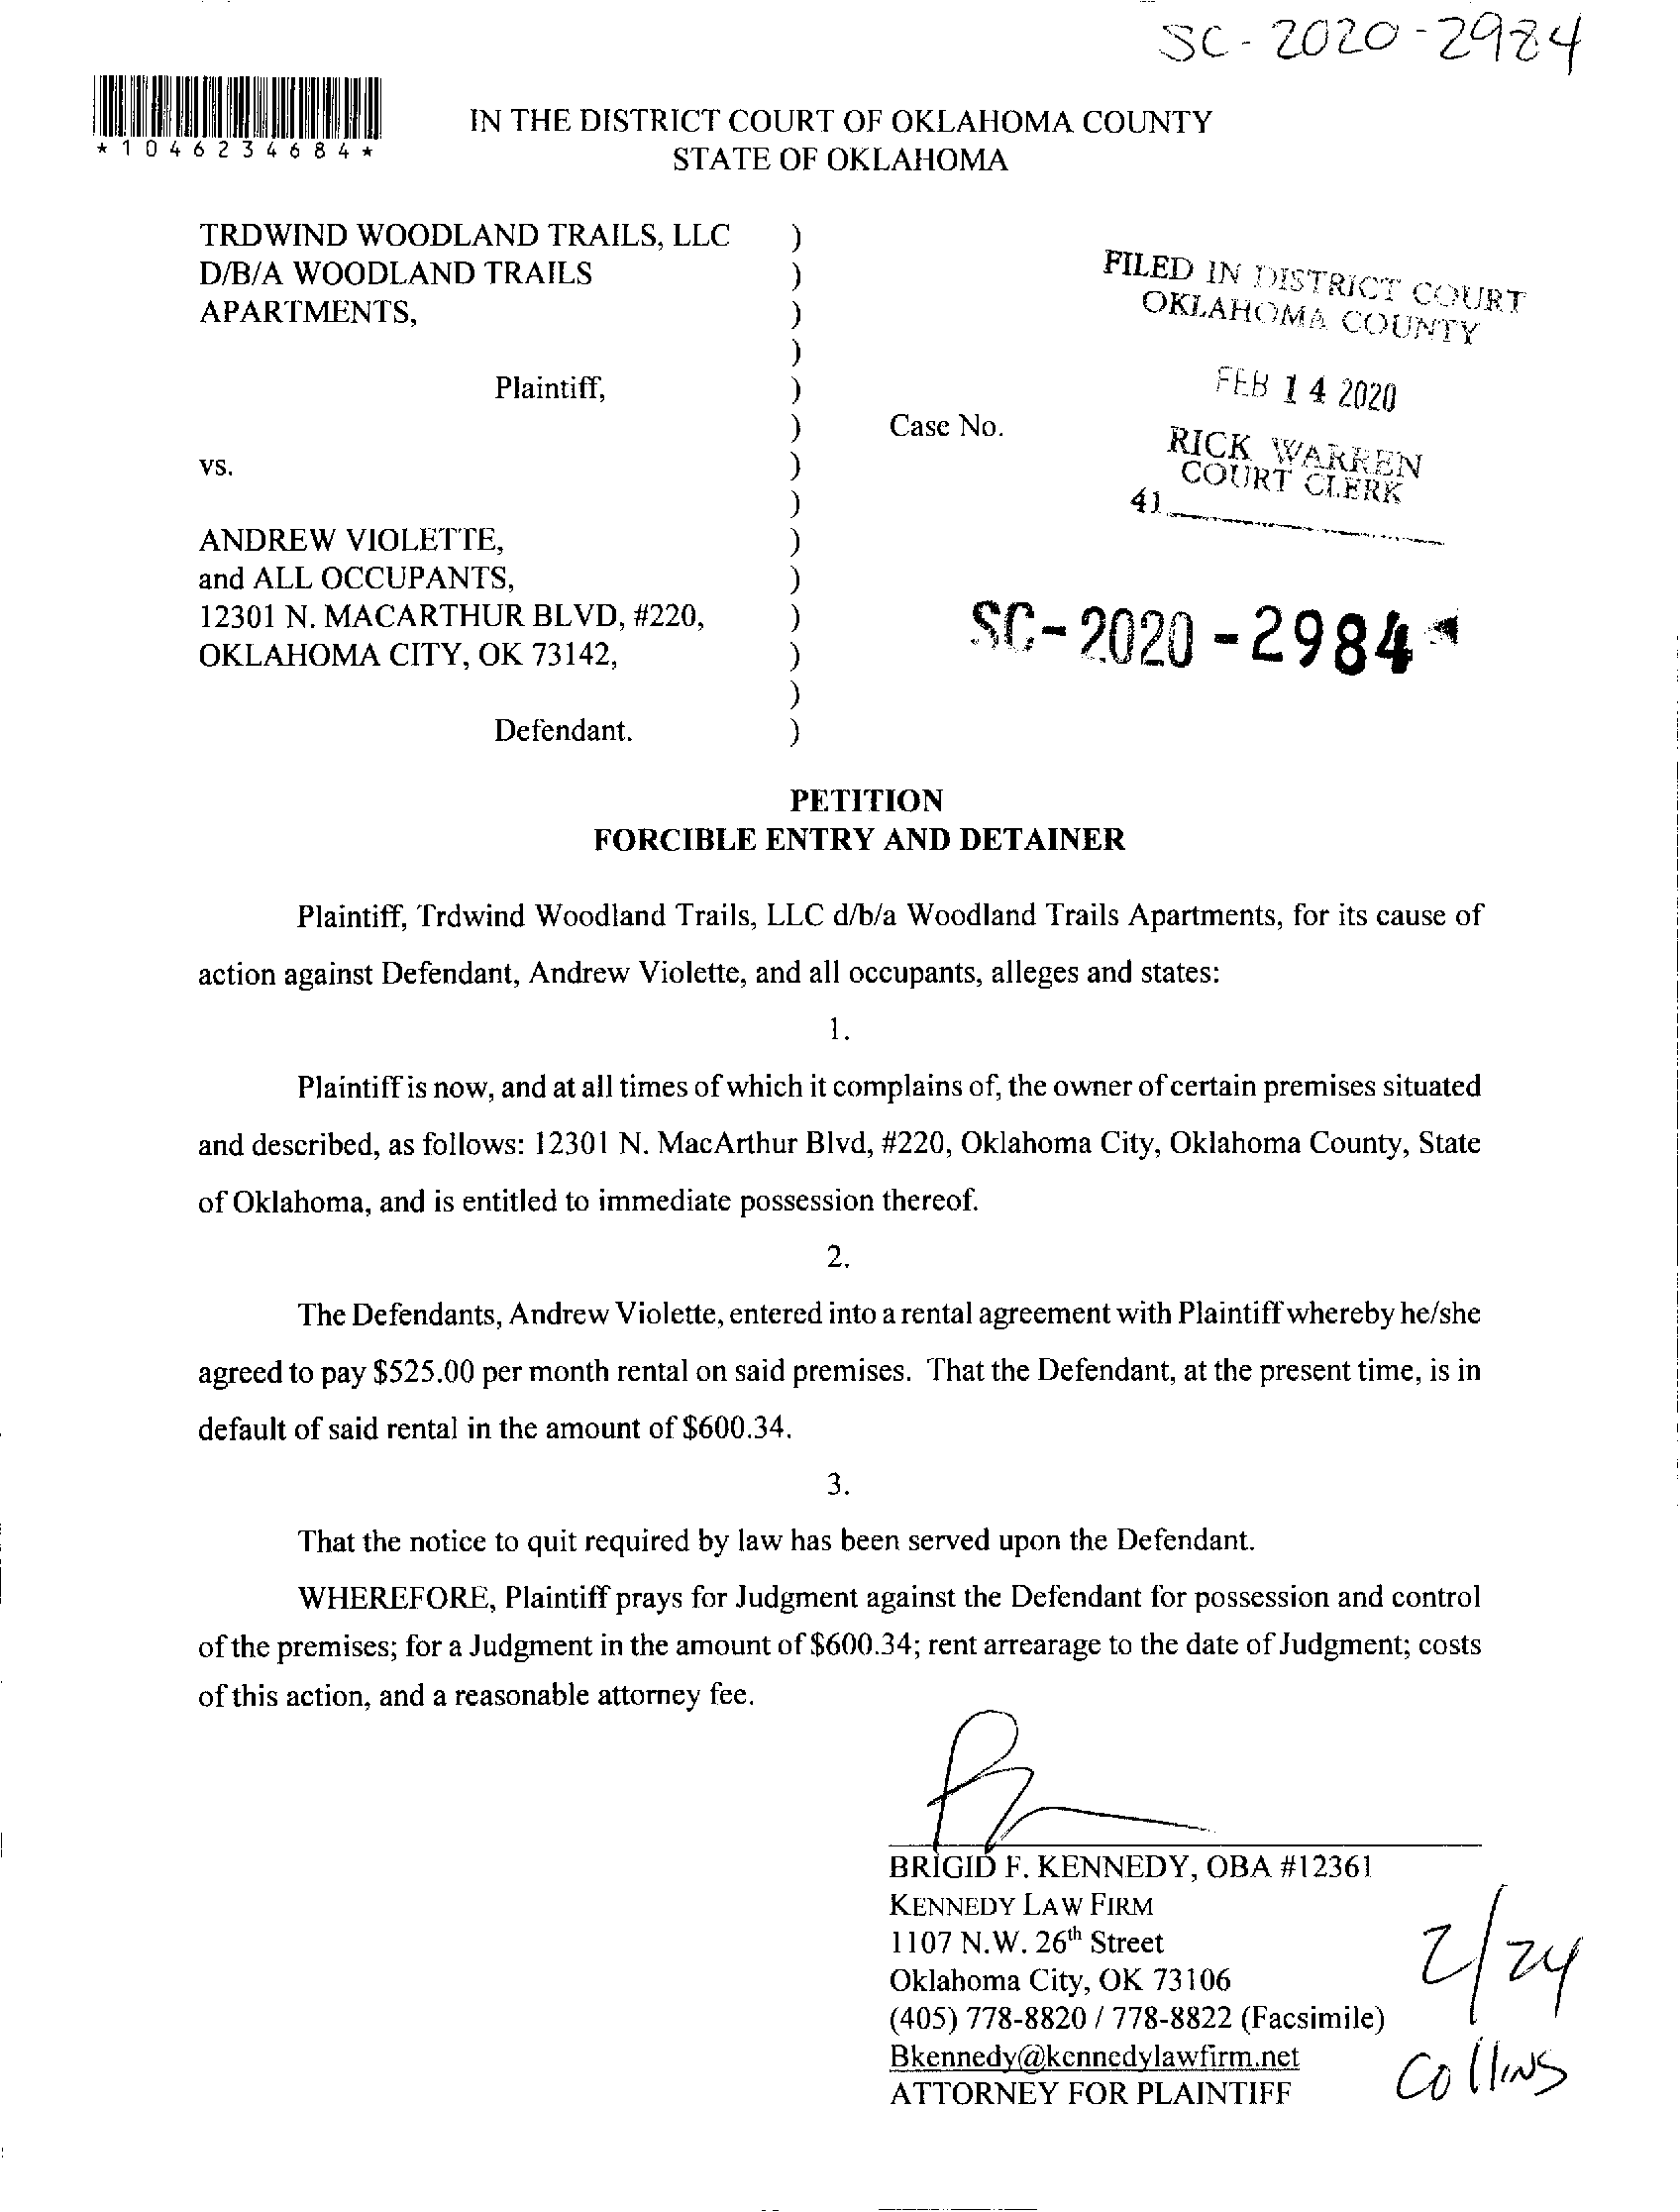 SC-2020-2984
*1046234684*
IN THE DISTRICT COURT OF OKLAHOMA COUNTY
STATE OF OKLAHOMA
TRDWIND WOODLAND TRAILS, LLC )
D/B/A WOODLAND TRAILS )
APARTMENTS, )
)
Plaintiff, )
) Case No.
vs. )
)
ANDREW VIOLETTE, )
and ALL OCCUPANTS, )
12301 N. MACARTHUR BLVD, #220, )
OKLAHOMA CITY, OK 73142, )
)
Defendant. )
FILED IN DISTRICT COURT
OKLAHOMA COUNTY
FEB 14 2020
RICK WARREN
COURT CLERK
41
SC-2020-2984
PETITION
FORCIBLE ENTRY AND DETAINER
Plaintiff, Trdwind Woodland Trails, LLC d/b/a Woodland Trails Apartments, for its cause of
action against Defendant, Andrew Violette, and all occupants, alleges and states:
1.
Plaintiff is now, and at all times of which it complains of, the owner of certain premises situated
and described, as follows: 12301 N. MacArthur Blvd, #220, Oklahoma City, Oklahoma County, State
of Oklahoma, and is entitled to immediate possession thereof.
2.
The Defendants, Andrew Violette, entered into a rental agreement with Plaintiff whereby he/she
agreed to pay $525.00 per month rental on said premises. That the Defendant, at the present time, is in
default of said rental in the amount of $600.34.
3.
That the notice to quit required by law has been served upon the Defendant.
WHEREFORE, Plaintiff prays for Judgment against the Defendant for possession and control
of the premises; for a Judgment in the amount of $600.34; rent arrearage to the date of Judgment; costs
of this action, and a reasonable attorney fee.
BRIGID F. KENNEDY, OBA #12361
KENNEDY LAW FIRM
1107 N.W. 26th Street
Oklahoma City, OK 73106
(405) 778-8820 / 778-8822 (Facsimile)
Bkennedy@kennedylawfirm.net
ATTORNEY FOR PLAINTIFF
2/24
Collins